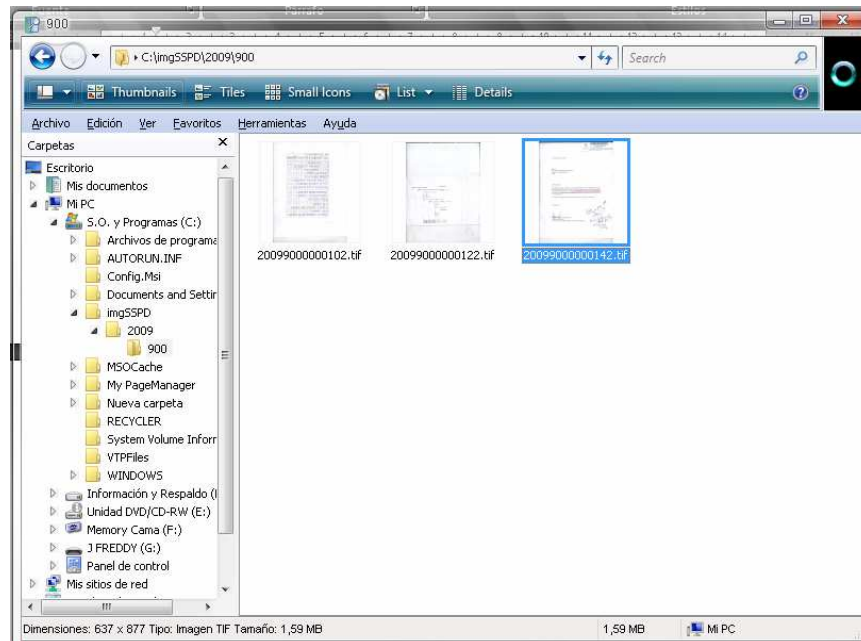 Fuente
Párrafo
Estilos
900
C:\imgSSPD\2009\900
Search
Thumbnails Tiles Small Icons List Details
Archivo Edición Ver Favoritos Herramientas Ayuda
Carpetas
Escritorio
Mis documentos
Mi PC
S.O. y Programas (C:)
Archivos de programa
AUTORUN.INF
Config.Msi
Documents and Settir
imgSSPD
2009
900
MSOCache
My PageManager
Nueva carpeta
RECYCLER
System Volume Inforr
VTPFiles
WINDOWS
Información y Respaldo (I
Unidad DVD/CD-RW (E:)
Memory Cama (F:)
J FREDDY (G:)
Panel de control
Mis sitios de red
20099000000102.tif
20099000000122.tif
20099000000142.tif
Dimensiones: 637 x 877 Tipo: Imagen TIF Tamaño: 1,59 MB 1,59 MB Mi PC